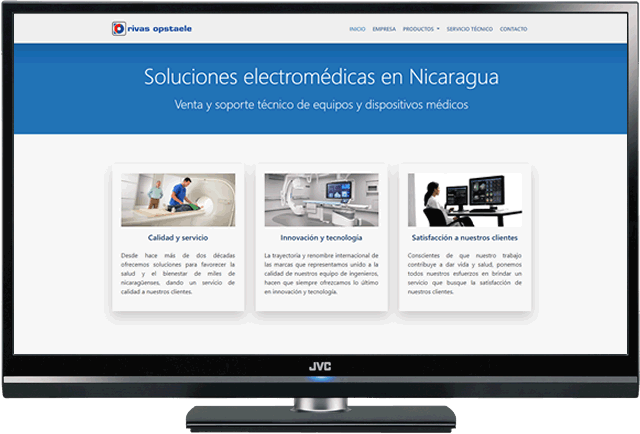 rivas opstaele
INICIO EMPRESA PRODUCTOS SERVICIO TÉCNICO CONTACTO
Soluciones electromédicas en Nicaragua
Venta y soporte técnico de equipos y dispositivos médicos
Calidad y servicio
Desde hace más de dos décadas
ofrecemos soluciones para favorecer la
salud y el bienestar de miles de
nicaragüenses, dando un servicio de
calidad a nuestros clientes.
Innovación y tecnología
La trayectoria y renombre internacional de
las marcas que representamos unido a la
calidad de nuestro equipo de ingenieros,
hacen que siempre ofrezcamos lo último
en innovación y tecnología.
Satisfacción a nuestros clientes
Conscientes de que nuestro trabajo
contribuye a dar vida y salud, ponemos
todos nuestros esfuerzos en brindar un
servicio que busque la satisfacción de
nuestros clientes.
JVC